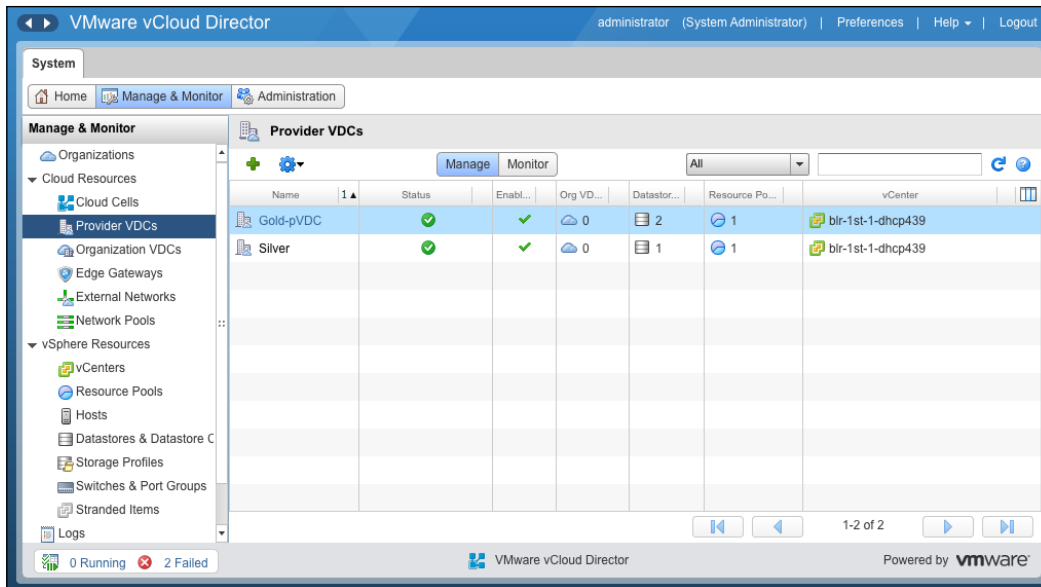 VMware vCloud Director
administrator (System Administrator) | Preferences | Help | Logout
System
Home Manage & Monitor Administration
Manage & Monitor
Organizations
Cloud Resources
Cloud Cells
Provider VDCs
Organization VDCs
Edge Gateways
External Networks
Network Pools
vSphere Resources
vCenters
Resource Pools
Hosts
Datastores & Datastore C
Storage Profiles
Switches & Port Groups
Stranded Items
Logs
Provider VDCs
Manage Monitor All
Name 1 Status Enabl... Org VD... Datastor... Resource Po... vCenter
Gold-pVDC 0 2 1 blr-1st-1-dhcp439
Silver 0 1 1 blr-1st-1-dhcp439
1-2 of 2
0 Running 2 Failed
VMware vCloud Director
Powered by vmware